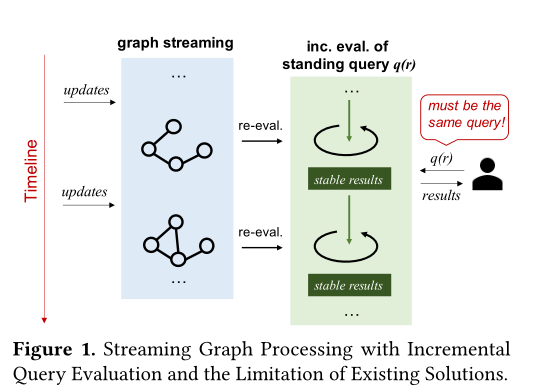 graph streaming
inc. eval. of
standing query q(r)
updates
...
...
must be the
same query!
re-eval.
q(r)
Timeline
stable results
results
updates
re-eval.
stable results
...
...
Figure 1. Streaming Graph Processing with Incremental
Query Evaluation and the Limitation of Existing Solutions.